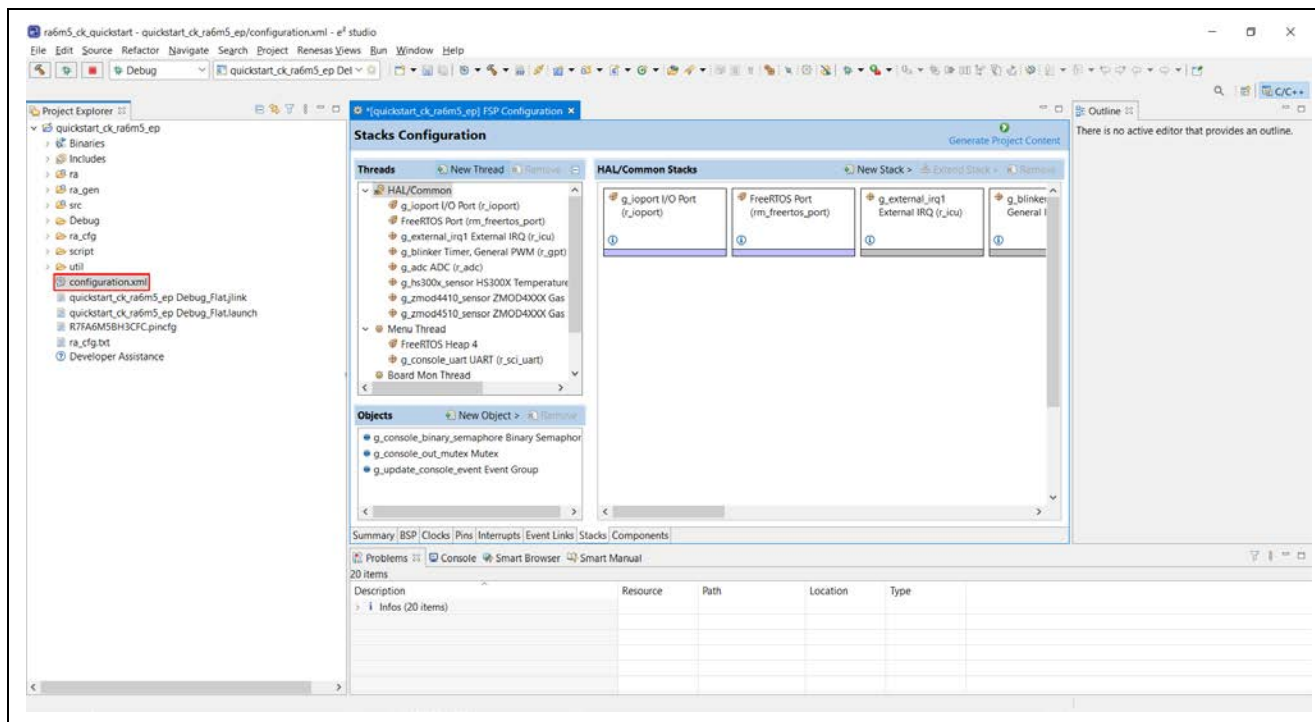 ra6m5_ck_quickstart - quickstart_ck_ra6m5_ep/configuration.xml - e² studio
File Edit Source Refactor Navigate Search Project Renesas Views Run Window Help
Debug
quickstart_ck_ra6m5_ep Del
C/C++
Project Explorer
quickstart_ck_ra6m5_ep
Binaries
Includes
ra
ra_gen
src
Debug
ra_cfg
script
util
configuration.xml
quickstart_ck_ra6m5_ep Debug_Flat.jlink
quickstart_ck_ra6m5_ep Debug_Flat.launch
R7FA6M5BH3CFC.pincfg
ra_cfg.txt
Developer Assistance
*[quickstart_ck_ra6m5_ep] FSP Configuration
Stacks Configuration
Generate Project Content
Threads
New Thread
Remove
HAL/Common
g_ioport I/O Port (r_ioport)
FreeRTOS Port (rm_freertos_port)
g_external_irq1 External IRQ (r_icu)
g_blinker Timer, General PWM (r_gpt)
g_adc ADC (r_adc)
g_hs300x_sensor HS300X Temperature
g_zmod4410_sensor ZMOD4XXX Gas
g_zmod4510_sensor ZMOD4XXX Gas
Menu Thread
FreeRTOS Heap 4
g_console_uart UART (r_sci_uart)
Board Mon Thread
Objects
New Object >
Remove
g_console_binary_semaphore Binary Semaphor
g_console_out_mutex Mutex
g_update_console_event Event Group
HAL/Common Stacks
New Stack >
Extend Stack >
Remove
g_ioport I/O Port
(r_ioport)
FreeRTOS Port
(rm_freertos_port)
g_external_irq1
External IRQ (r_icu)
g_blinker
General
Summary BSP Clocks Pins Interrupts Event Links Stacks Components
Problems Console Smart Browser Smart Manual
20 items
Description Resource Path Location Type
Infos (20 items)
Outline
There is no active editor that provides an outline.